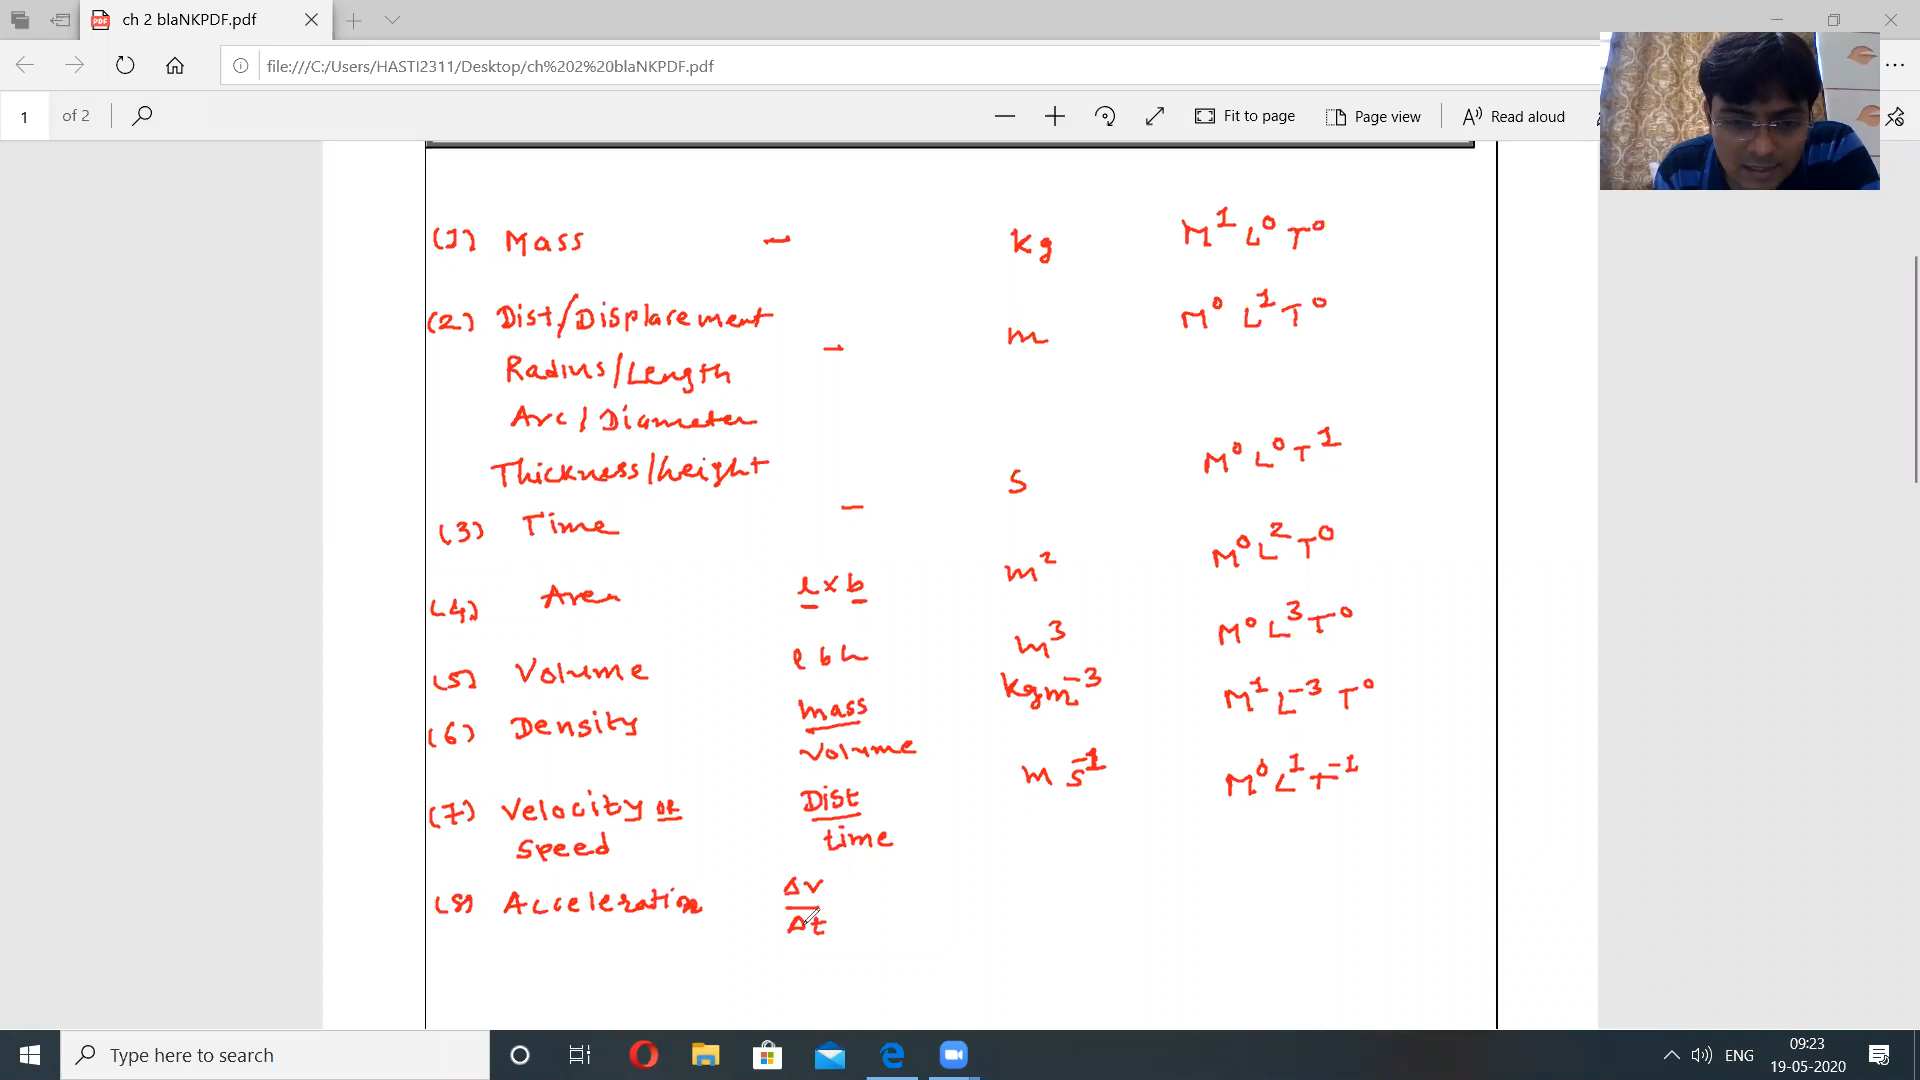 ch 2 blaNKPDF.pdf
file:///C:/Users/HASTI2311/Desktop/ch%202%20blaNKPDF.pdf
1 of 2 Fit to page Page view Read aloud
(1) Mass - kg M¹ L⁰ T⁰
(2) Dist/Displacement - m M⁰ L¹ T⁰
Radius/Length
Arc/Diameter
Thickness/height
(3) Time - s M⁰ L⁰ T¹
(4) Area l x b m² M⁰ L² T⁰
(5) Volume l b h m³ M⁰ L³ T⁰
(6) Density mass kgm⁻³ M¹ L⁻³ T⁰
volume
(7) Velocity or Dist m s⁻¹ M⁰ L¹ T⁻¹
speed time
(8) Acceleration Δv
Δt
Type here to search
ENG
09:23
19-05-2020